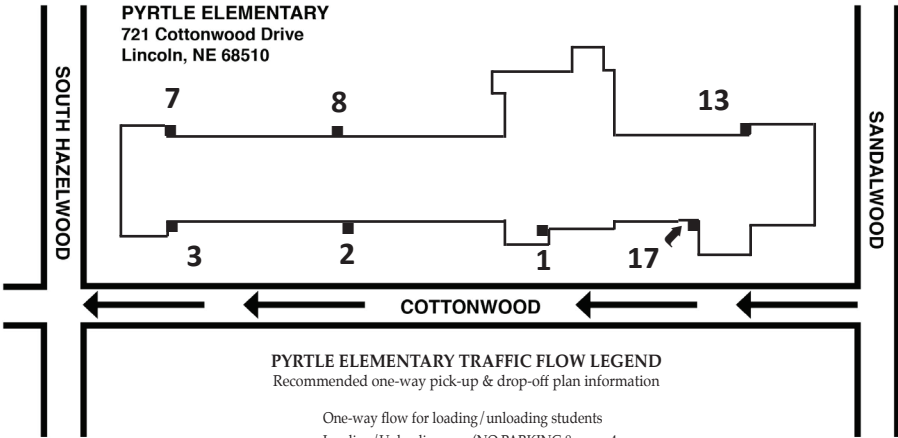 PYRTLE ELEMENTARY
721 Cottonwood Drive
Lincoln, NE 68510
SOUTH HAZELWOOD
7
8
13
SANDALWOOD
3
2
1
17
COTTONWOOD
PYRTLE ELEMENTARY TRAFFIC FLOW LEGEND
Recommended one-way pick-up & drop-off plan information
One-way flow for loading/unloading students